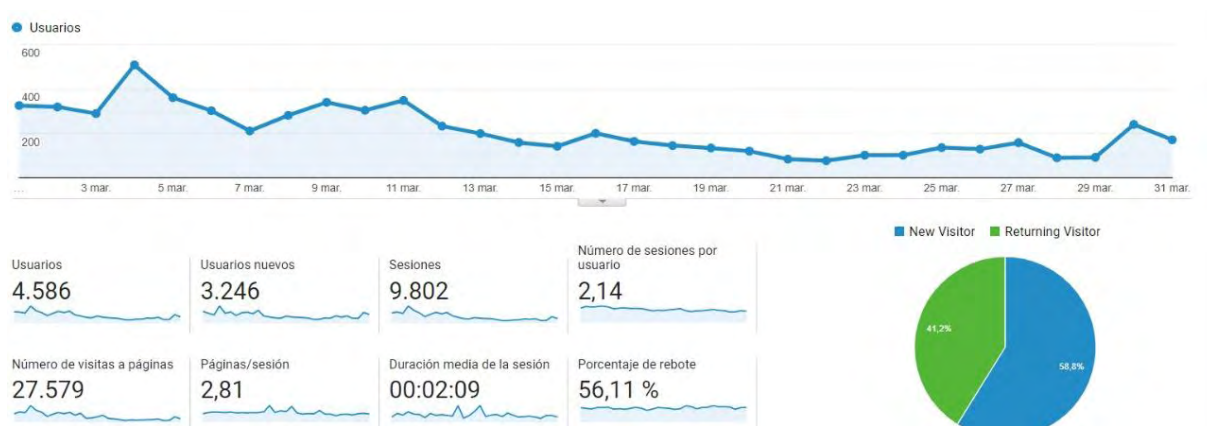 Usuarios
600
400
200
...
3 mar.
5 mar.
7 mar.
9 mar.
11 mar.
13 mar.
15 mar.
17 mar.
19 mar.
21 mar.
23 mar.
25 mar.
27 mar.
29 mar.
31 mar.
Usuarios
4.586
Usuarios nuevos
3.246
Sesiones
9.802
Número de sesiones por
usuario
2,14
Número de visitas a páginas
27.579
Páginas/sesión
2,81
Duración media de la sesión
00:02:09
Porcentaje de rebote
56,11 %
New Visitor
Returning Visitor
41,2%
58,8%